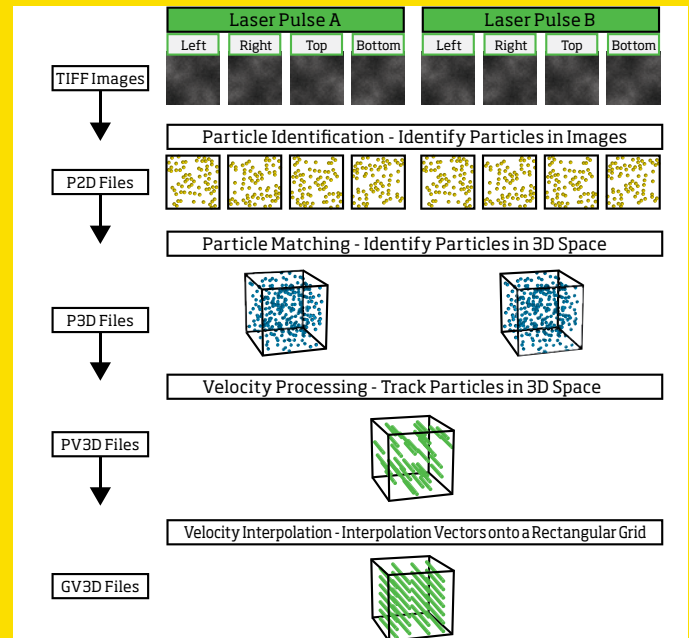 Laser Pulse A
Laser Pulse B
Left
Right
Top
Bottom
Left
Right
Top
Bottom
TIFF Images
Particle Identification - Identify Particles in Images
P2D Files
Particle Matching - Identify Particles in 3D Space
P3D Files
Velocity Processing - Track Particles in 3D Space
PV3D Files
Velocity Interpolation - Interpolation Vectors onto a Rectangular Grid
GV3D Files